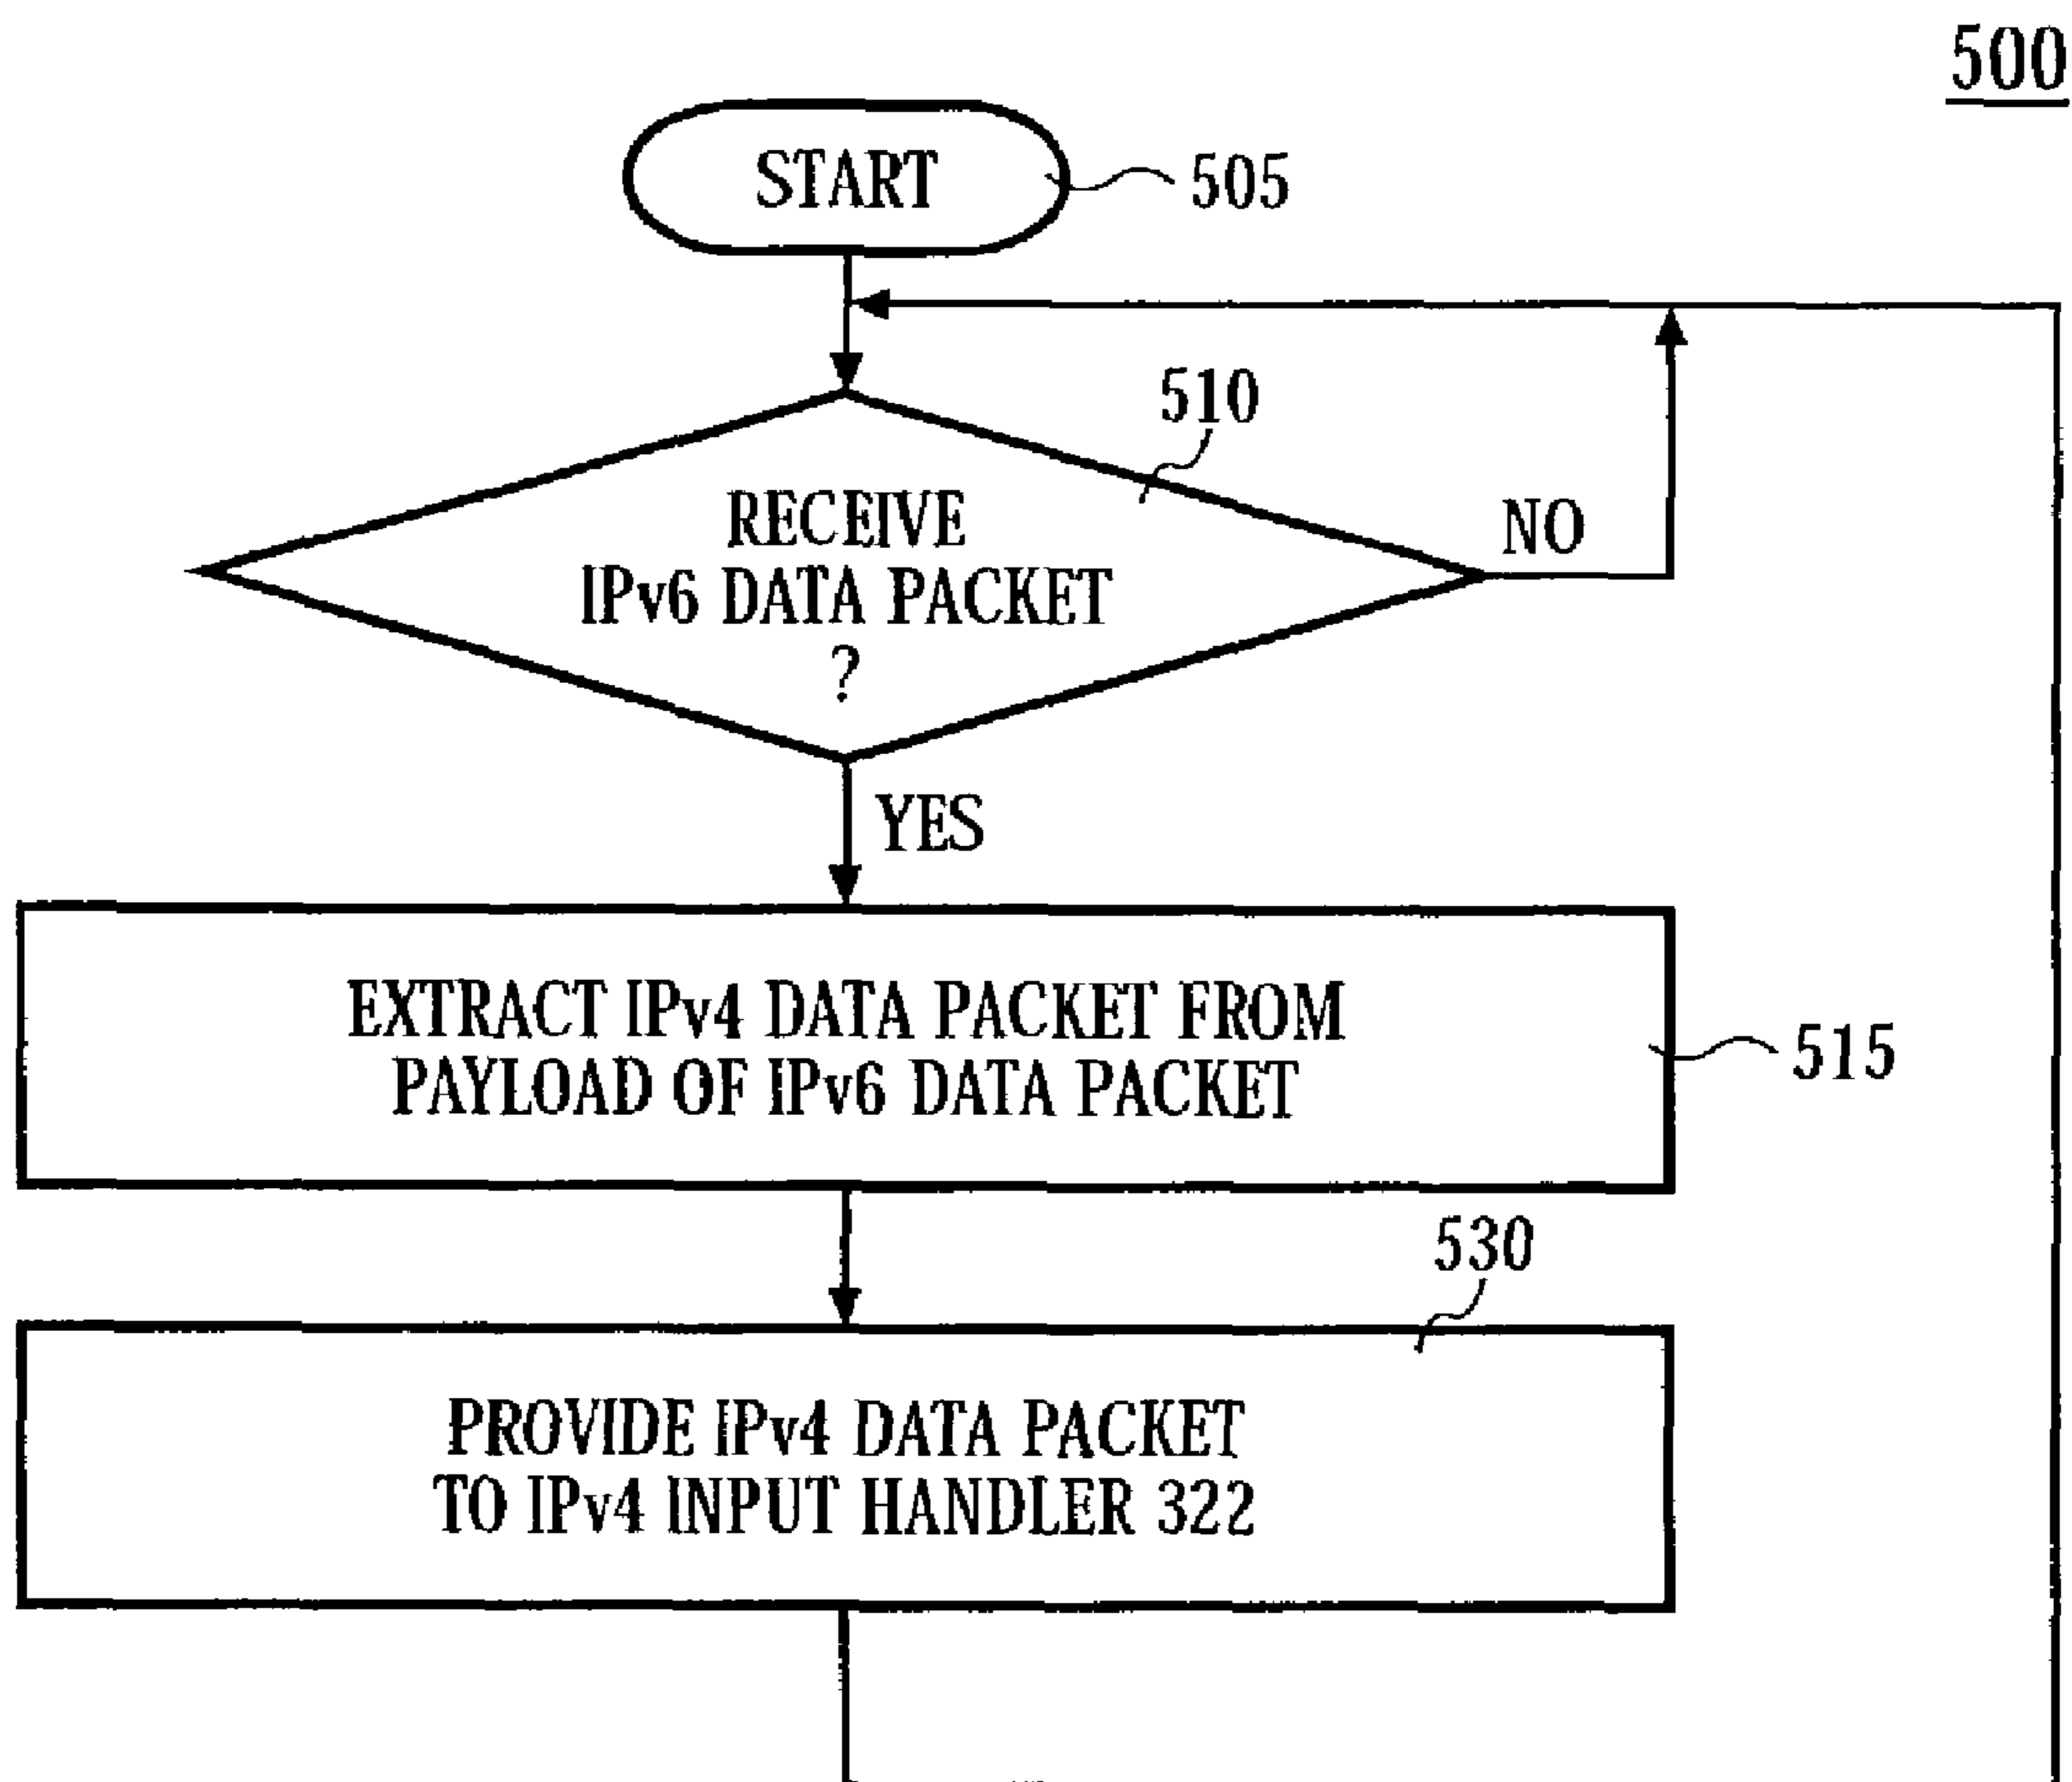 500
START
505
510
RECEIVE
IPv6 DATA PACKET
?
NO
YES
EXTRACT IPv4 DATA PACKET FROM
PAYLOAD OF IPv6 DATA PACKET
515
530
PROVIDE IPv4 DATA PACKET
TO IPv4 INPUT HANDLER 322